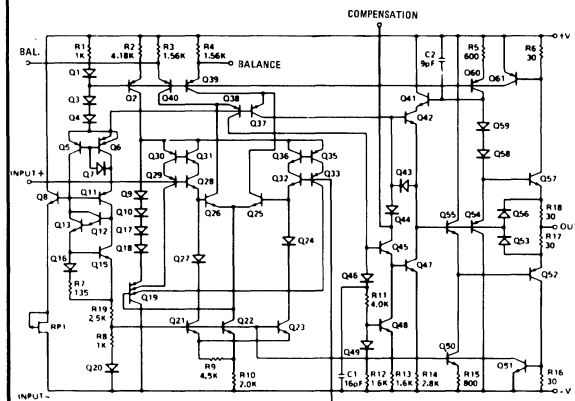 COMPENSATION
+V
R1
1K
R2
4.18K
R3
1.56K
R4
1.56K
C2
9pF
R5
600
R6
30
BAL.
BALANCE
Q1
Q2
Q40
Q39
Q60
Q61
Q3
Q4
Q38
Q37
Q41
Q42
Q5
Q6
Q59
Q7
Q30
Q31
Q36
Q35
Q43
Q58
INPUT+
Q29
Q28
Q32
Q33
Q57
Q8
Q11
Q9
Q26
Q25
Q44
Q55
Q54
Q56
R18
30
Q13
Q12
Q10
OUT
Q17
Q24
Q45
Q53
R17
30
Q16
Q15
Q18
Q27
Q47
Q52
R7
135
Q19
Q46
R11
4.0K
R19
2.5K
Q21
Q22
Q23
Q48
RP1
R8
1K
Q49
Q50
Q51
Q20
R9
4.5K
R10
2.0K
C1
16pF
R12
1.6K
R13
1.6K
R14
2.8K
R15
800
R16
30
INPUT-
-V